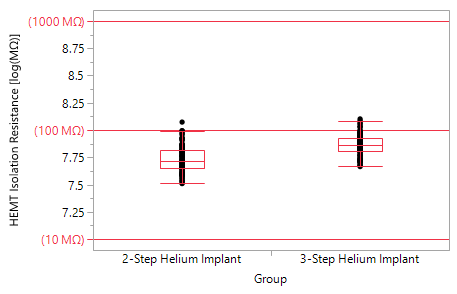 HEMT Isolation Resistance [log(MΩ)]
(1000 MΩ)
8.75
8.5
8.25
(100 MΩ)
7.75
7.5
7.25
(10 MΩ)
2-Step Helium Implant
3-Step Helium Implant
Group